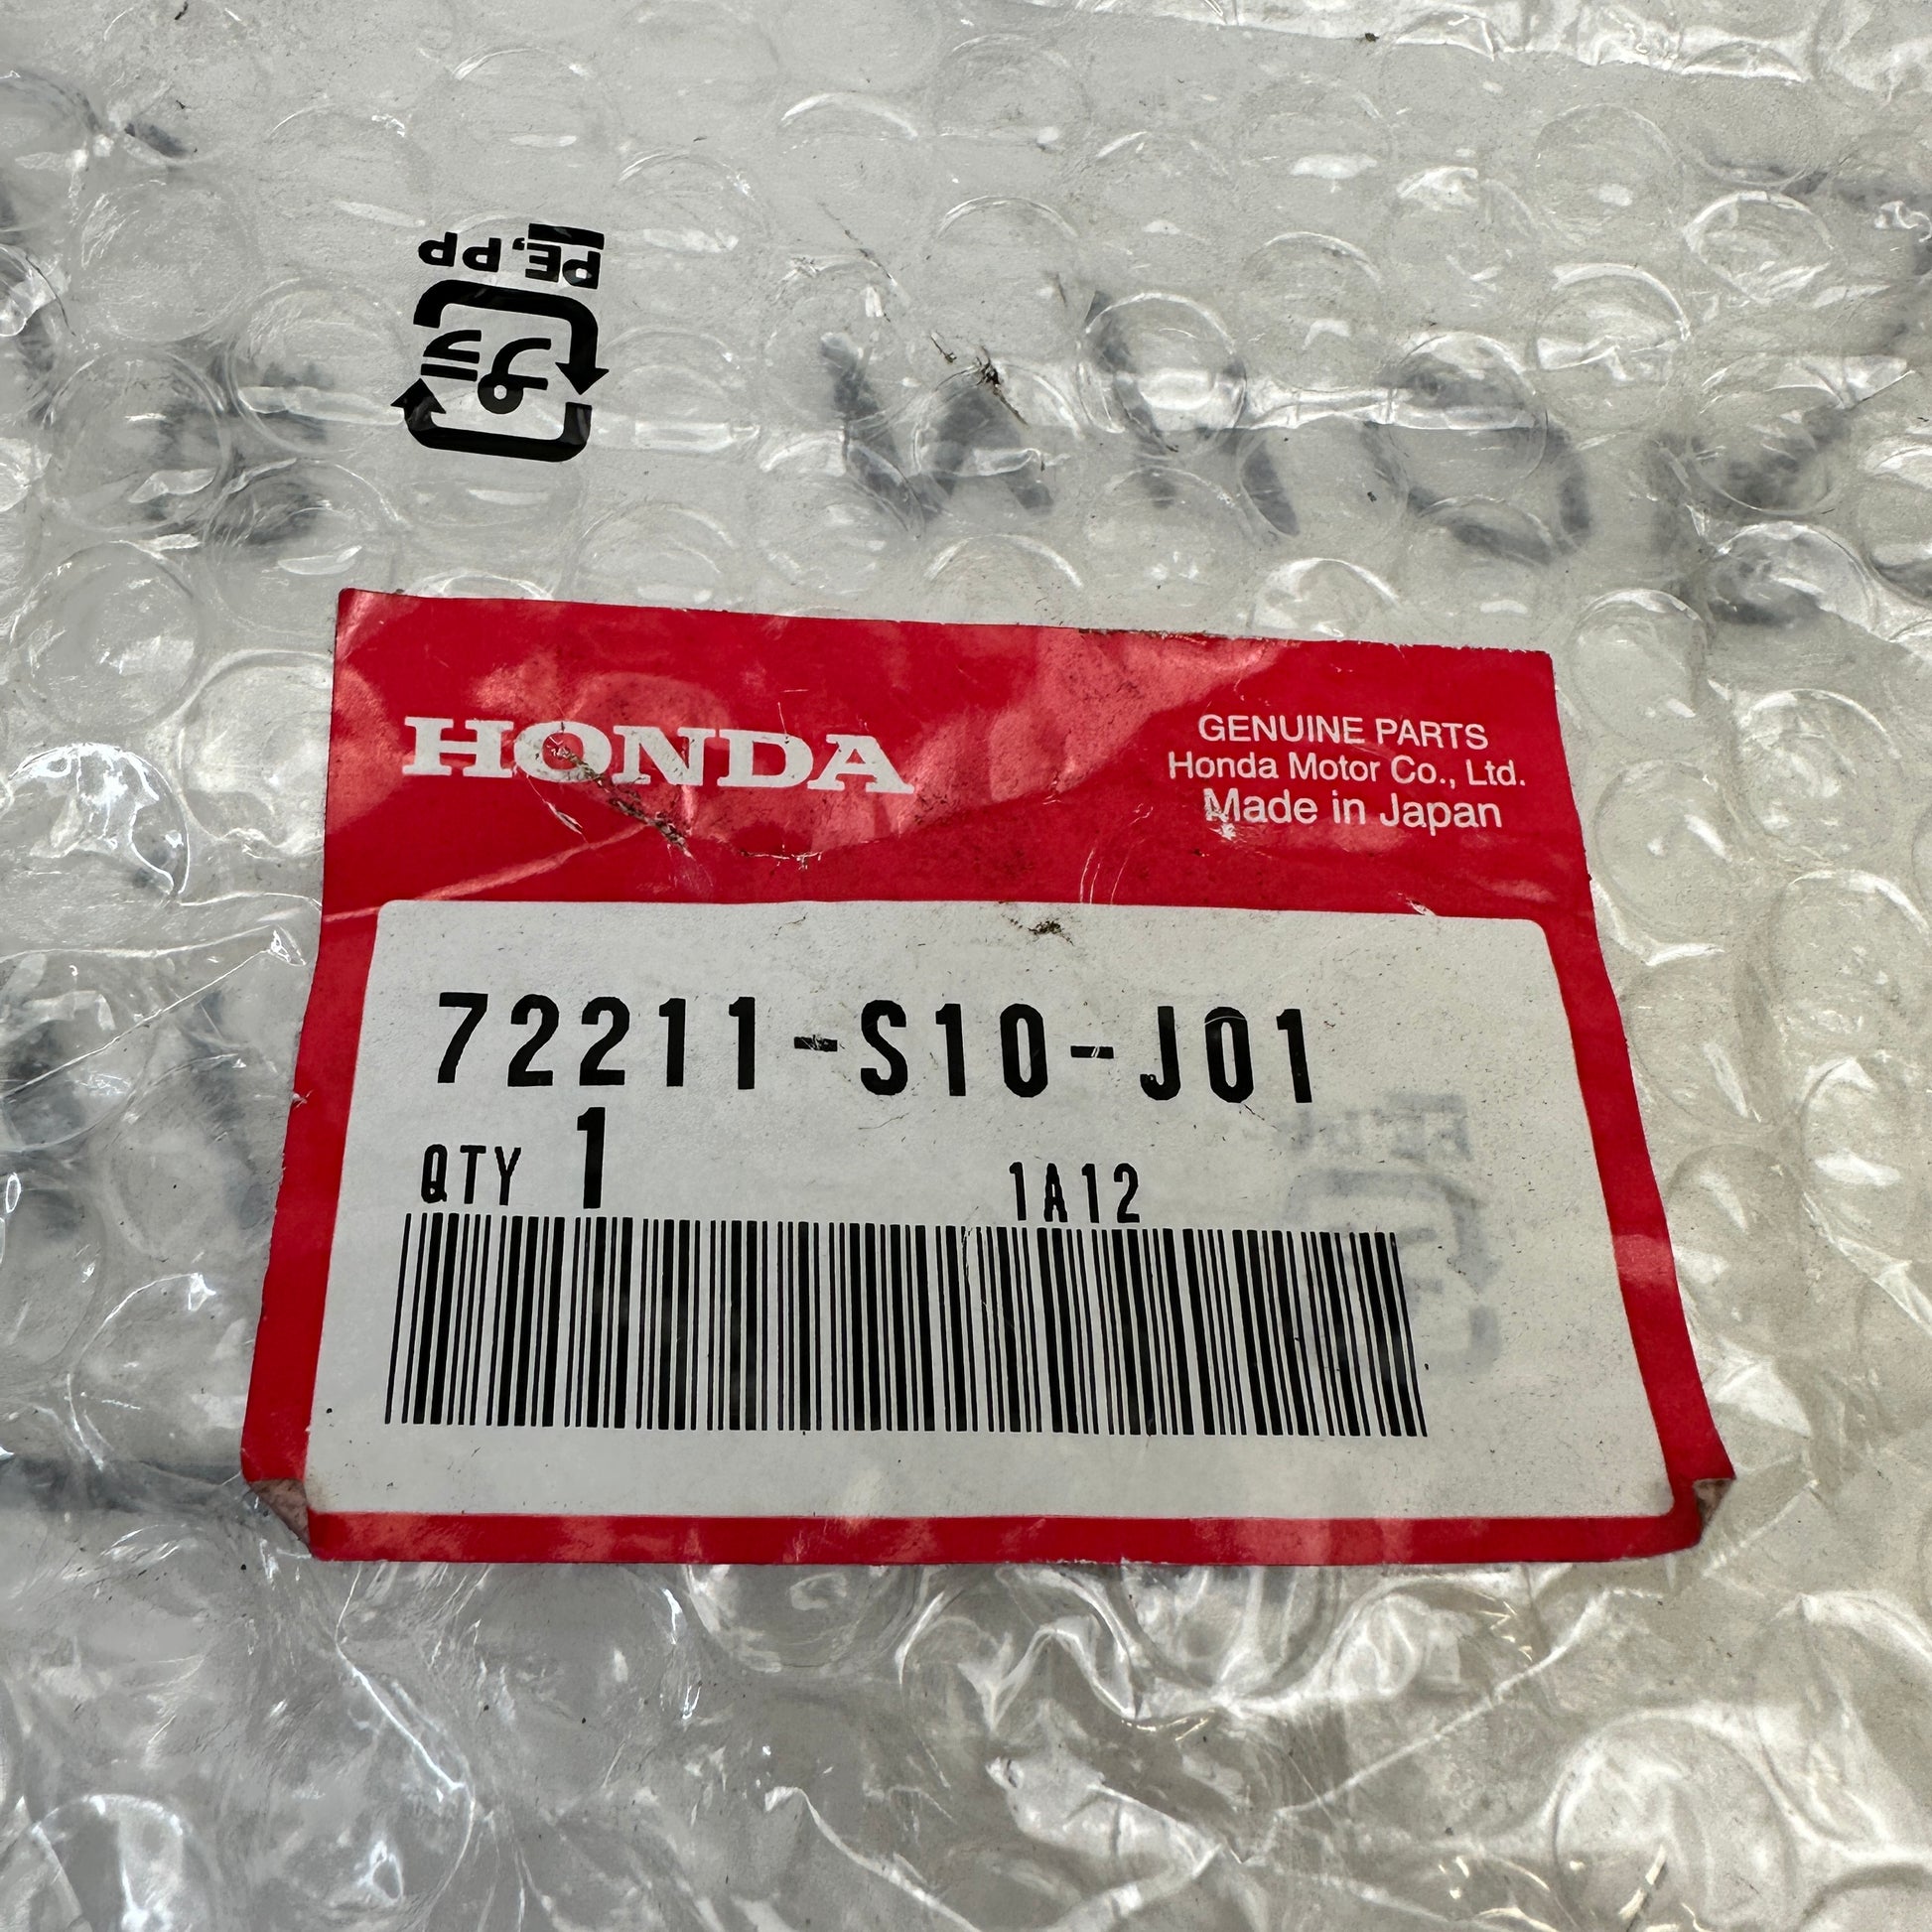 PE, PP
プラ
HONDA
GENUINE PARTS
Honda Motor Co., Ltd.
Made in Japan
72211-S10-J01
QTY 1
1A12